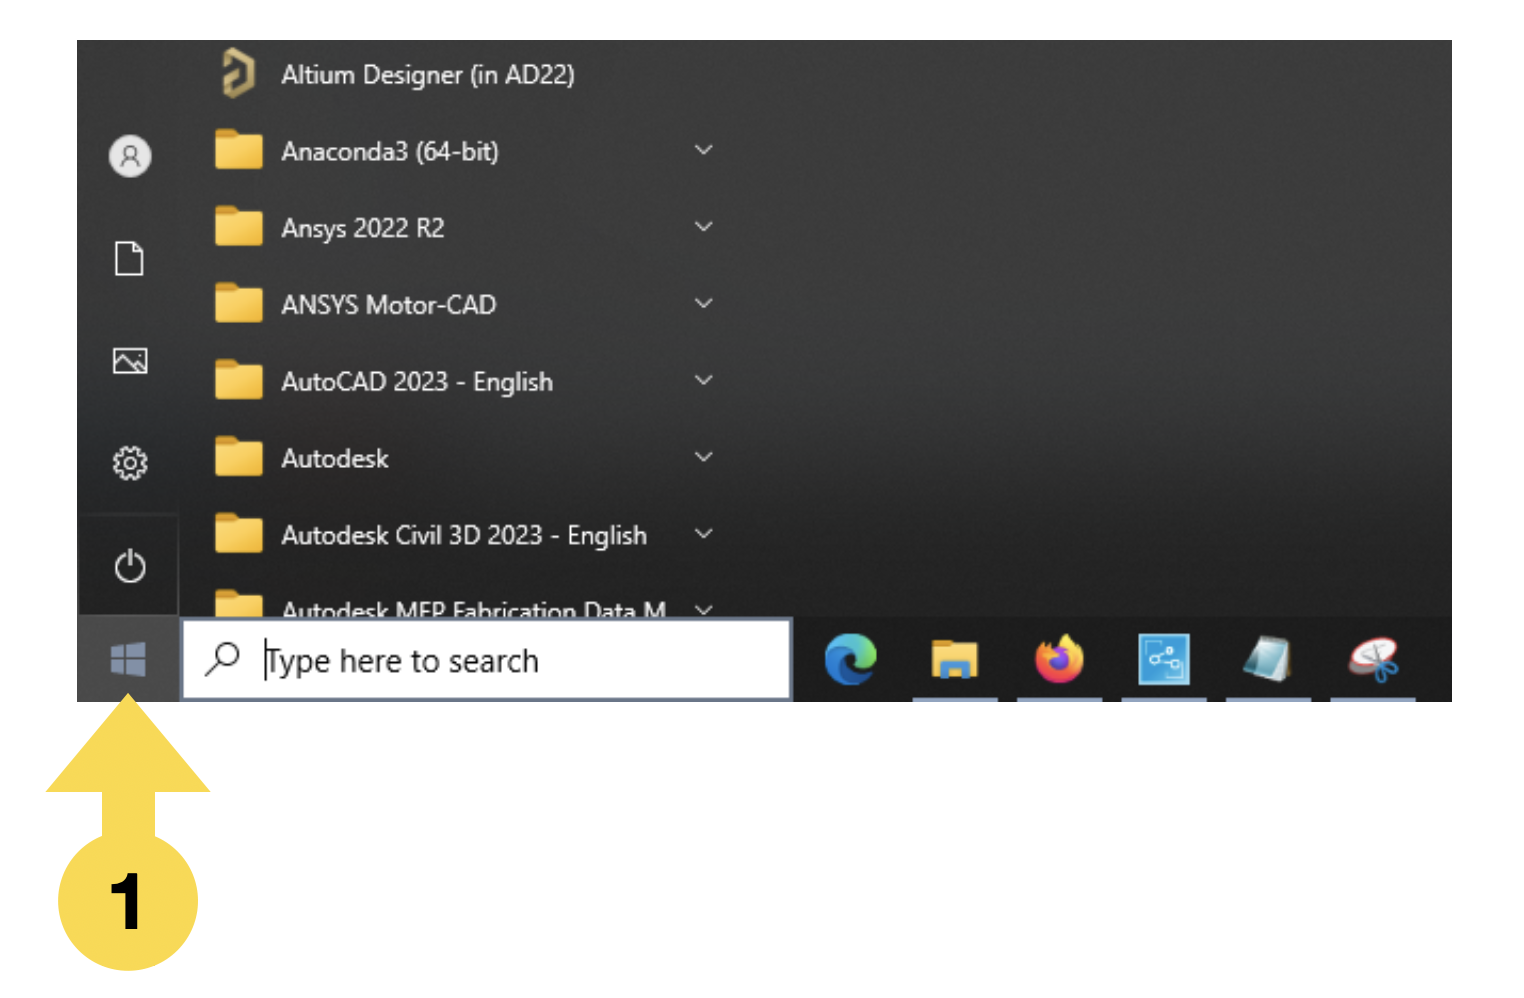 Altium Designer (in AD22)
Anaconda3 (64-bit)
Ansys 2022 R2
ANSYS Motor-CAD
AutoCAD 2023 - English
Autodesk
Autodesk Civil 3D 2023 - English
Autodesk MEP Fabrication Data M
Type here to search
1